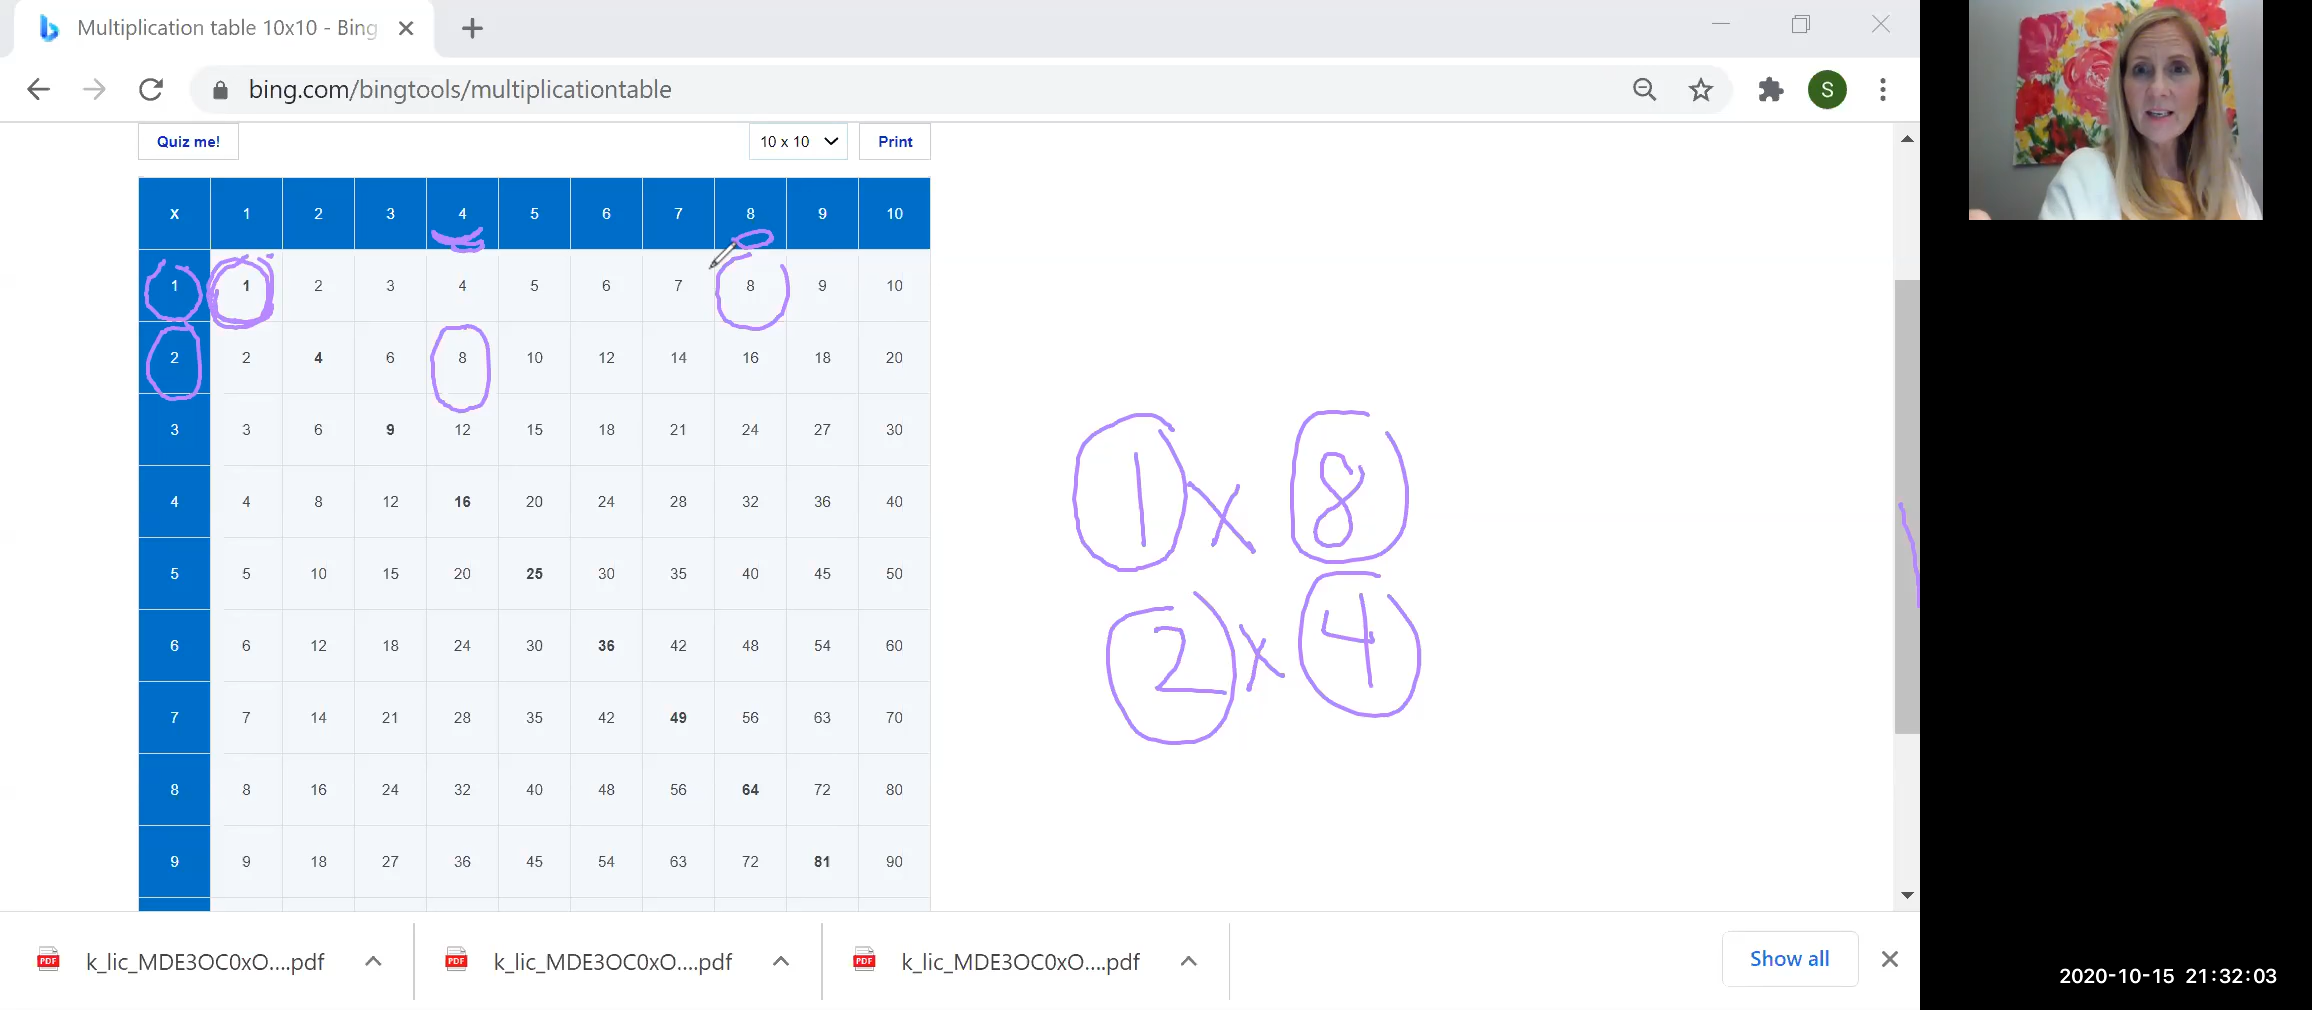 Multiplication table 10x10 - Bing
bing.com/bingtools/multiplicationtable
S
Quiz me!
10 x 10
Print
X 1 2 3 4 5 6 7 8 9 10
1 1 2 3 4 5 6 7 8 9 10
2 2 4 6 8 10 12 14 16 18 20
3 3 6 9 12 15 18 21 24 27 30
4 4 8 12 16 20 24 28 32 36 40
5 5 10 15 20 25 30 35 40 45 50
6 6 12 18 24 30 36 42 48 54 60
7 7 14 21 28 35 42 49 56 63 70
8 8 16 24 32 40 48 56 64 72 80
9 9 18 27 36 45 54 63 72 81 90
1 x 8
2 x 4
PDF k_lic_MDE3OC0xO....pdf
PDF k_lic_MDE3OC0xO....pdf
PDF k_lic_MDE3OC0xO....pdf
Show all
2020-10-15 21:32:03